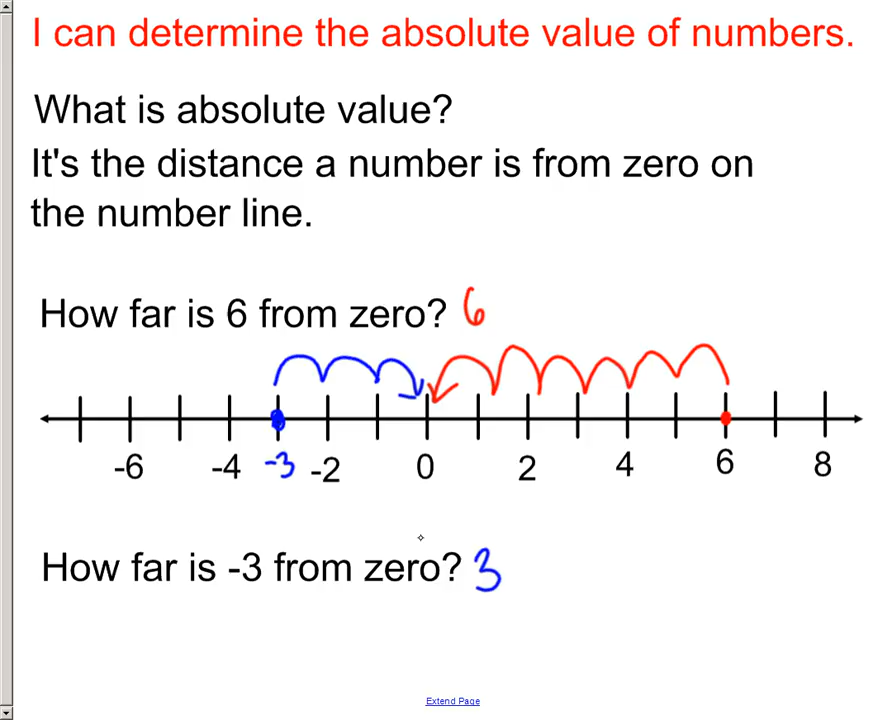 I can determine the absolute value of numbers.
What is absolute value?
It's the distance a number is from zero on
the number line.
How far is 6 from zero? 6
-6 -4 -3 -2 0 2 4 6 8
How far is -3 from zero? 3
Extend Page